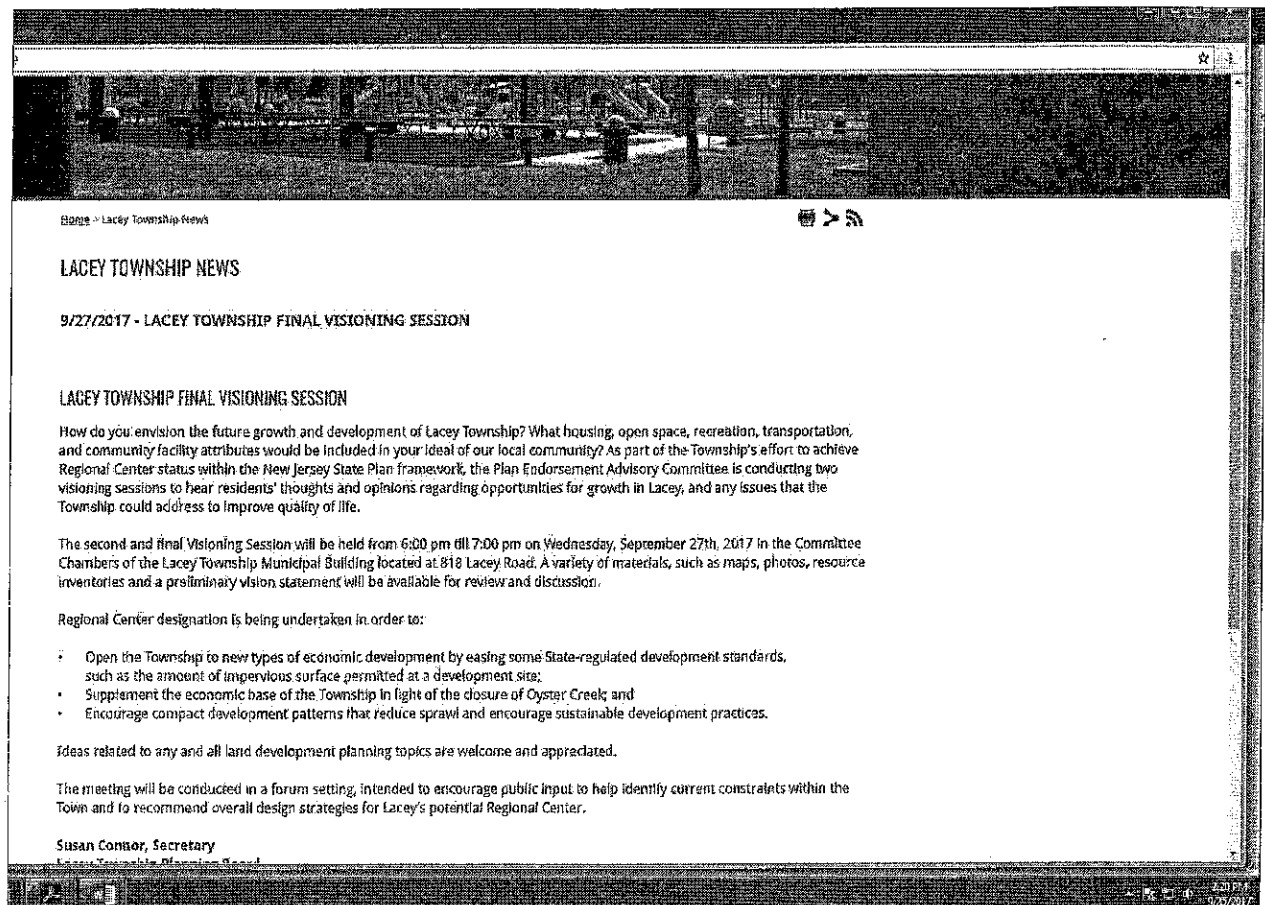 Home > Lacey Township News
LACEY TOWNSHIP NEWS
9/27/2017 - LACEY TOWNSHIP FINAL VISIONING SESSION
LACEY TOWNSHIP FINAL VISIONING SESSION
How do you envision the future growth and development of Lacey Township? What housing, open space, recreation, transportation,
and community facility attributes would be included in your ideal of our local community? As part of the Township's effort to achieve
Regional Center status within the New Jersey State Plan framework, the Plan Endorsement Advisory Committee is conducting two
visioning sessions to hear residents' thoughts and opinions regarding opportunities for growth in Lacey, and any issues that the
Township could address to improve quality of life.
The second and final Visioning Session will be held from 6:00 pm till 7:00 pm on Wednesday, September 27th, 2017 in the Committee
Chambers of the Lacey Township Municipal Building located at 818 Lacey Road. A variety of materials, such as maps, photos, resource
inventories and a preliminary vision statement will be available for review and discussion.
Regional Center designation is being undertaken in order to:
• Open the Township to new types of economic development by easing some State-regulated development standards,
such as the amount of impervious surface permitted at a development site;
• Supplement the economic base of the Township in light of the closure of Oyster Creek; and
• Encourage compact development patterns that reduce sprawl and encourage sustainable development practices.
Ideas related to any and all land development planning topics are welcome and appreciated.
The meeting will be conducted in a forum setting, intended to encourage public input to help identify current constraints within the
Town and to recommend overall design strategies for Lacey's potential Regional Center.
Susan Connor, Secretary
Lacey Township Planning Board
2:20 PM
9/25/2017